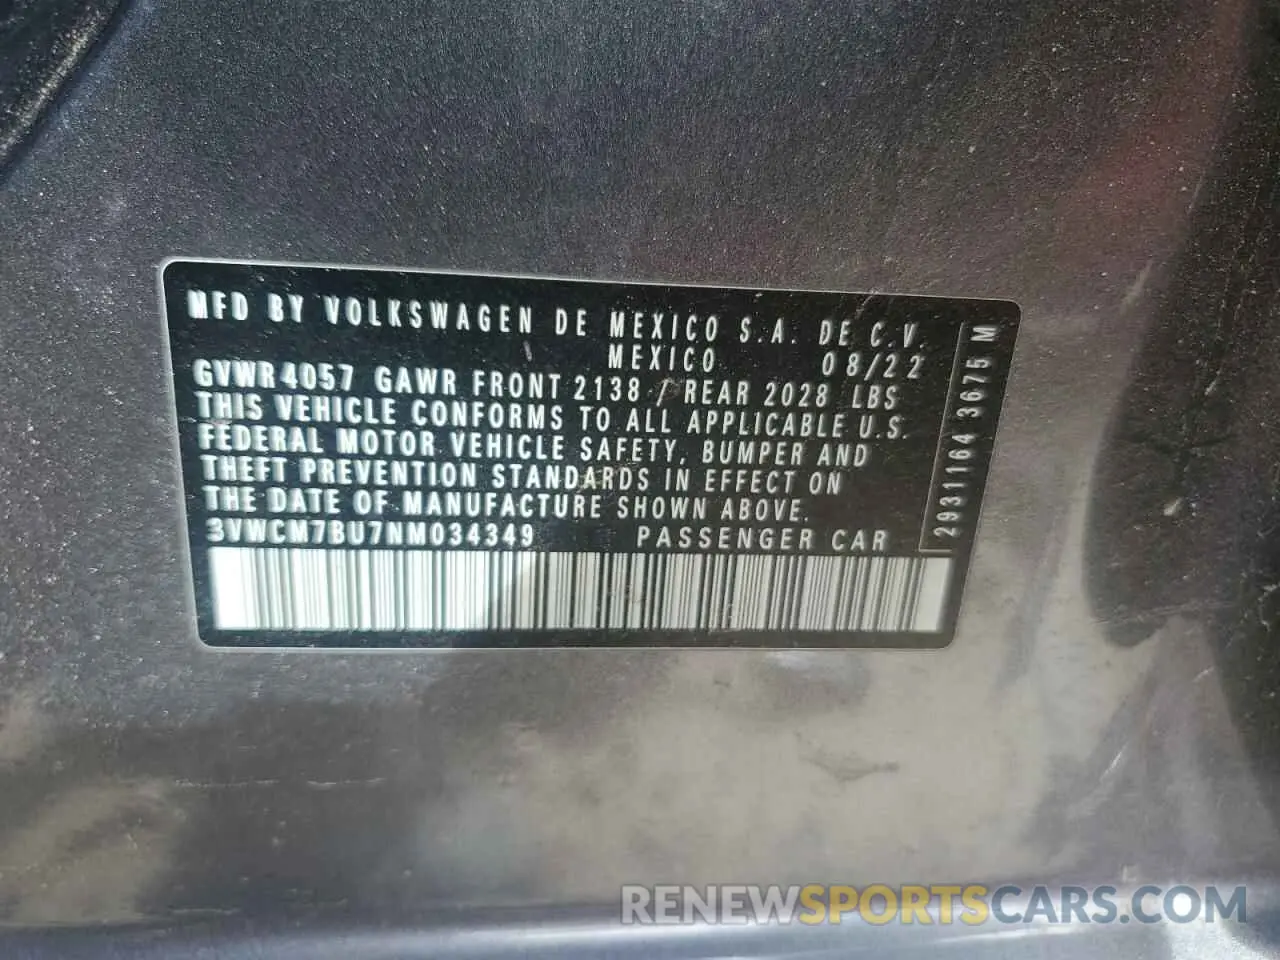 MFD BY VOLKSWAGEN DE MEXICO S.A. DE C.V.
MEXICO 08/22
GVWR 4057 GAWR FRONT 2138 / REAR 2028 LBS
THIS VEHICLE CONFORMS TO ALL APPLICABLE U.S.
FEDERAL MOTOR VEHICLE SAFETY, BUMPER AND
THEFT PREVENTION STANDARDS IN EFFECT ON
THE DATE OF MANUFACTURE SHOWN ABOVE.
3VWCM7BU7NM034349 PASSENGER CAR
2931164 3675 M
RENEWSPORTSCARS.COM